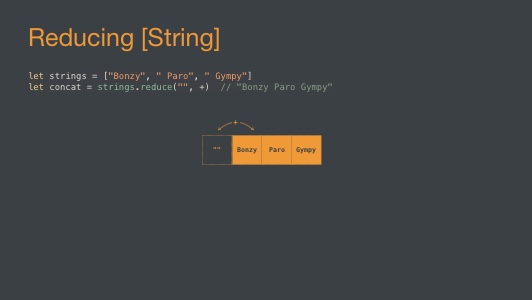 Reducing [String]
let strings = ["Bonzy", " Paro", " Gympy"]
let concat = strings.reduce("", +)  // "Bonzy Paro Gympy"
+
"" Bonzy Paro Gympy